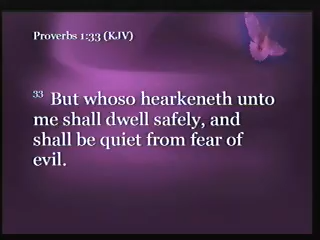 Proverbs 1:33 (KJV)
33 But whoso hearkeneth unto
me shall dwell safely, and
shall be quiet from fear of
evil.